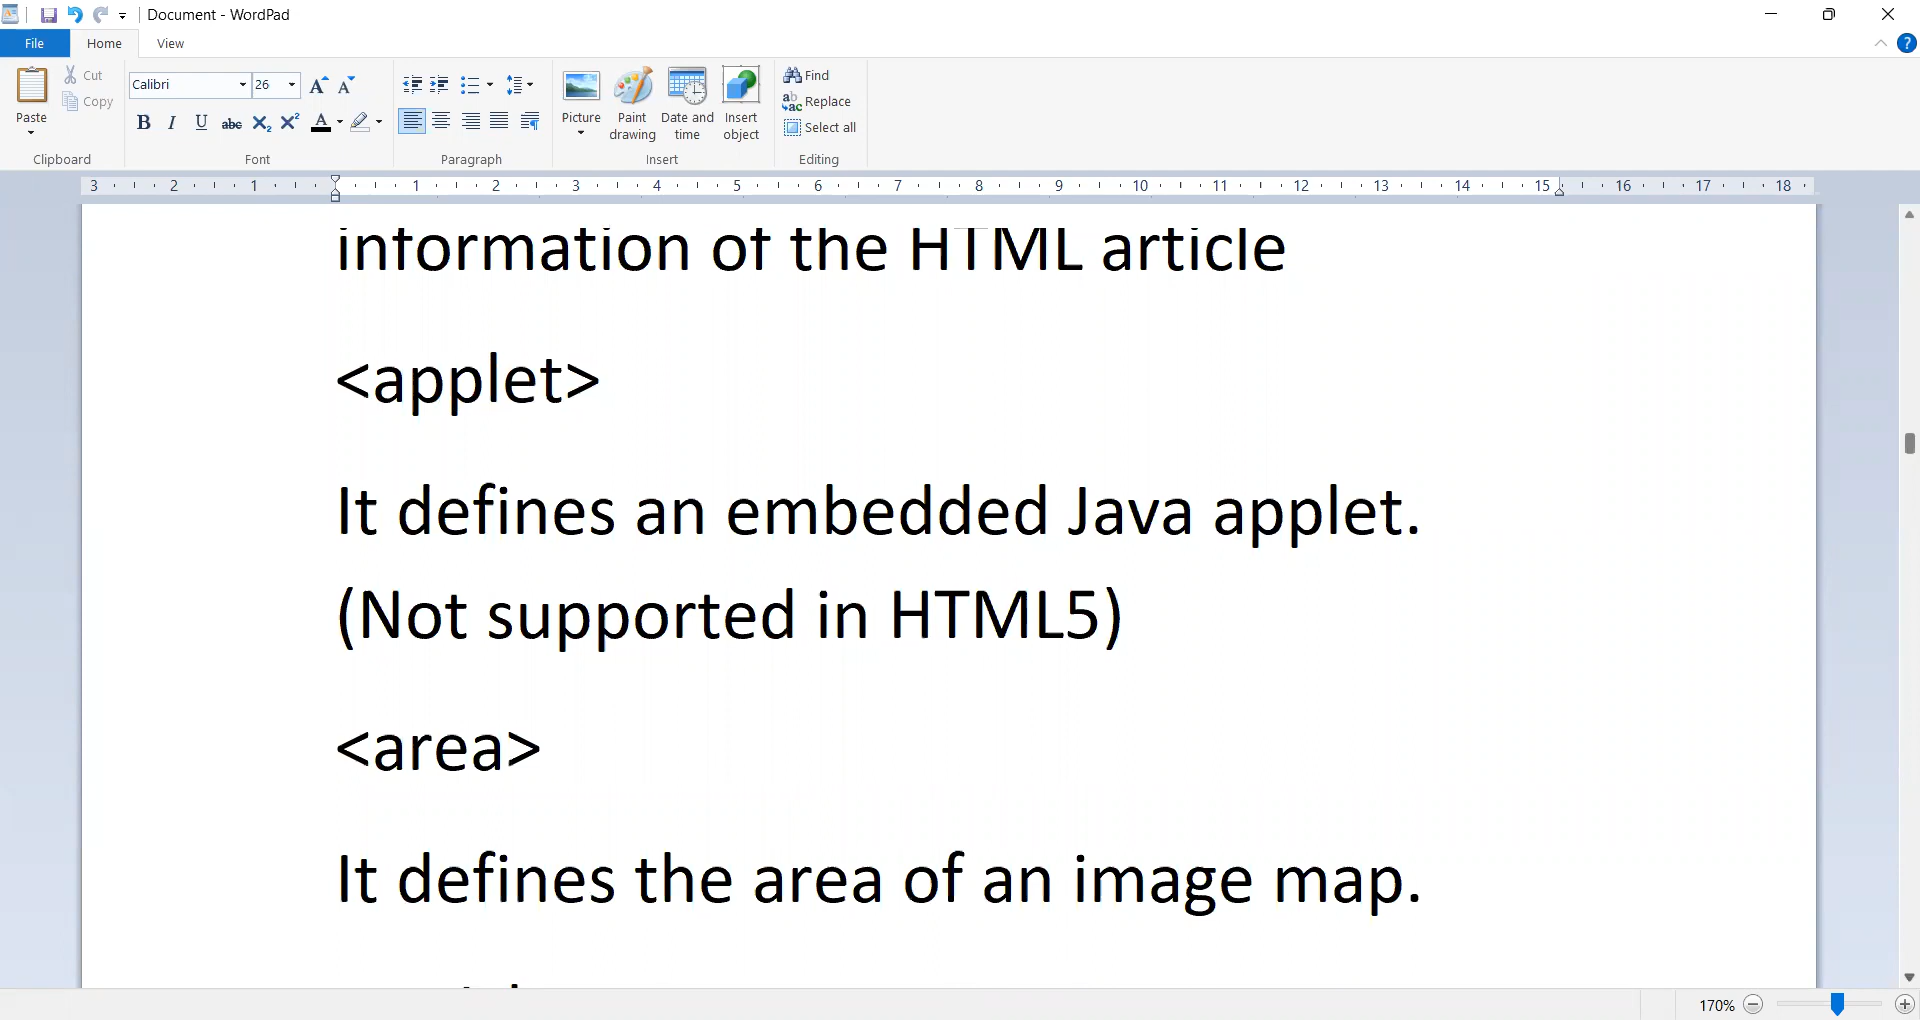 Document - WordPad
File Home View
Paste
Cut
Copy
Clipboard
Calibri 26
B I U abc X₂ X² A
Font
Paragraph
Picture
Paint drawing
Date and time
Insert object
Insert
Find
Replace
Select all
Editing
3 2 1 1 2 3 4 5 6 7 8 9 10 11 12 13 14 15 16 17 18
information of the HTML article
<applet>
It defines an embedded Java applet.
(Not supported in HTML5)
<area>
It defines the area of an image map.
170%